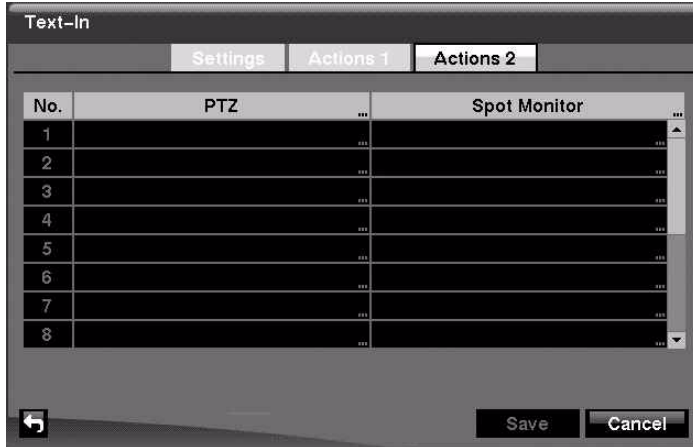 Text-In
Settings Actions 1 Actions 2
No. PTZ ... Spot Monitor ...
1 ... ...
2 ... ...
3 ... ...
4 ... ...
5 ... ...
6 ... ...
7 ... ...
8 ... ...
Save Cancel